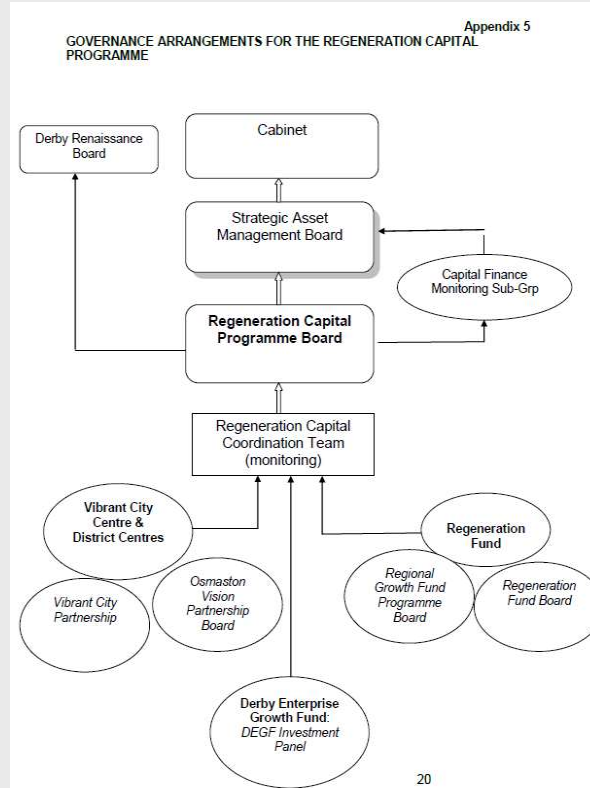 Appendix 5
GOVERNANCE ARRANGEMENTS FOR THE REGENERATION CAPITAL
PROGRAMME
Cabinet
Derby Renaissance
Board
Strategic Asset
Management Board
Capital Finance
Monitoring Sub-Grp
Regeneration Capital
Programme Board
Regeneration Capital
Coordination Team
(monitoring)
Vibrant City
Centre &
District Centres
Regeneration
Fund
Vibrant City
Partnership
Osmaston
Vision
Partnership
Board
Regional
Growth Fund
Programme
Board
Regeneration
Fund Board
Derby Enterprise
Growth Fund:
DEGF Investment
Panel
20